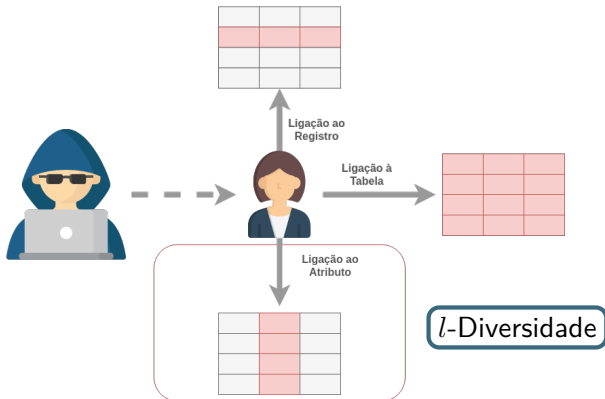 Ligação ao
Registro
Ligação à
Tabela
Ligação ao
Atributo
l-Diversidade